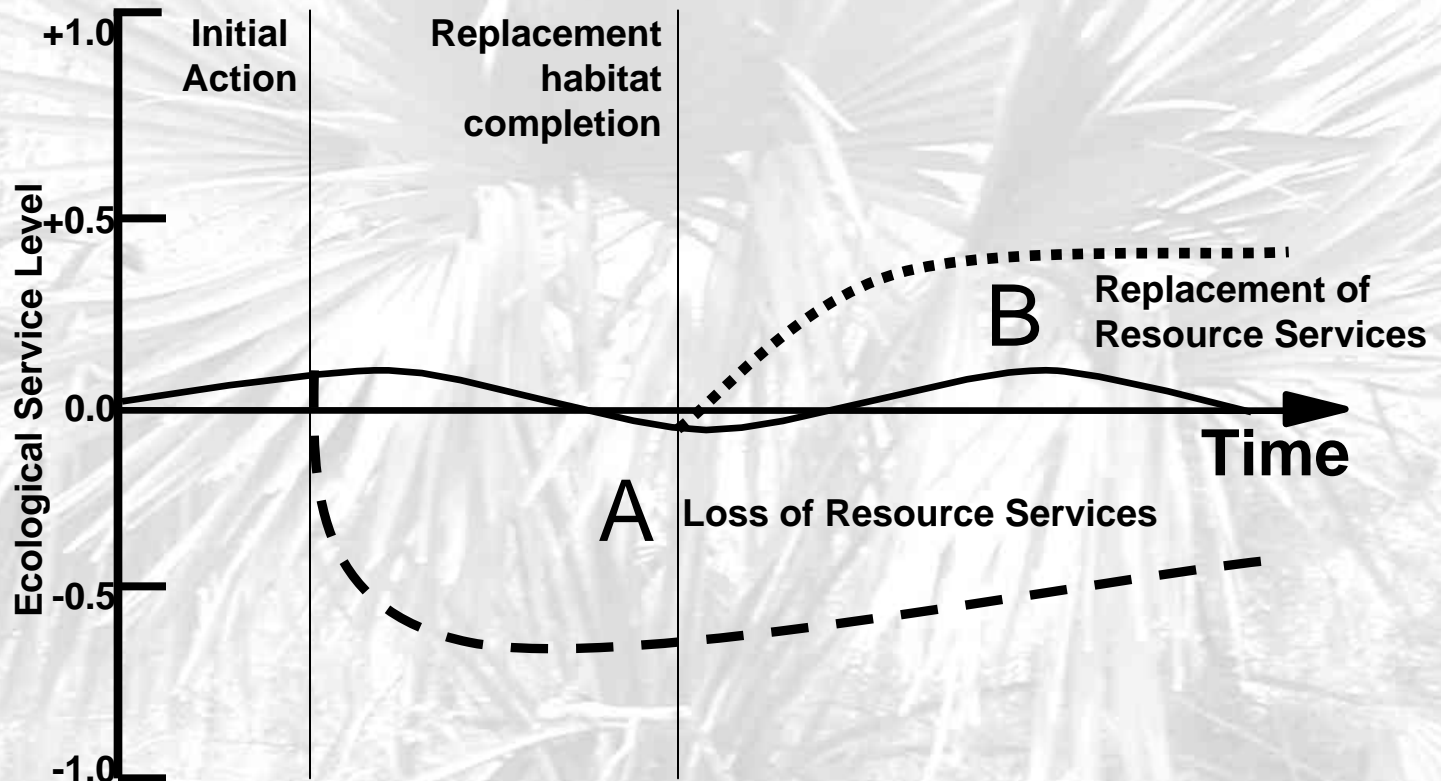 +1.0
Initial
Action
Replacement
habitat
completion
Ecological Service Level
+0.5
B
Replacement of
Resource Services
0.0
Time
A
Loss of Resource Services
-0.5
-1.0